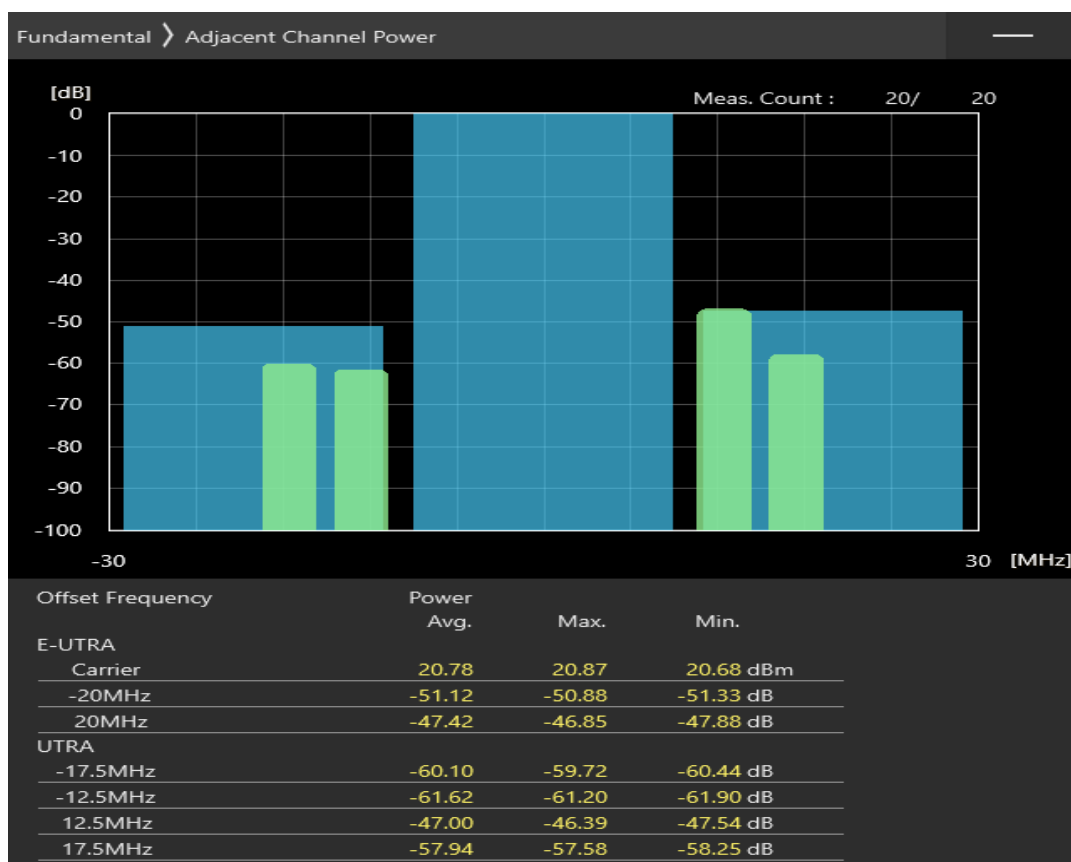 Fundamental 〉 Adjacent Channel Power
[dB]
Meas. Count : 20/ 20
0
-10
-20
-30
-40
-50
-60
-70
-80
-90
-100
-30 30 [MHz]
Offset Frequency Power
Avg. Max. Min.
E-UTRA
Carrier 20.78 20.87 20.68 dBm
-20MHz -51.12 -50.88 -51.33 dB
20MHz -47.42 -46.85 -47.88 dB
UTRA
-17.5MHz -60.10 -59.72 -60.44 dB
-12.5MHz -61.62 -61.20 -61.90 dB
12.5MHz -47.00 -46.39 -47.54 dB
17.5MHz -57.94 -57.58 -58.25 dB